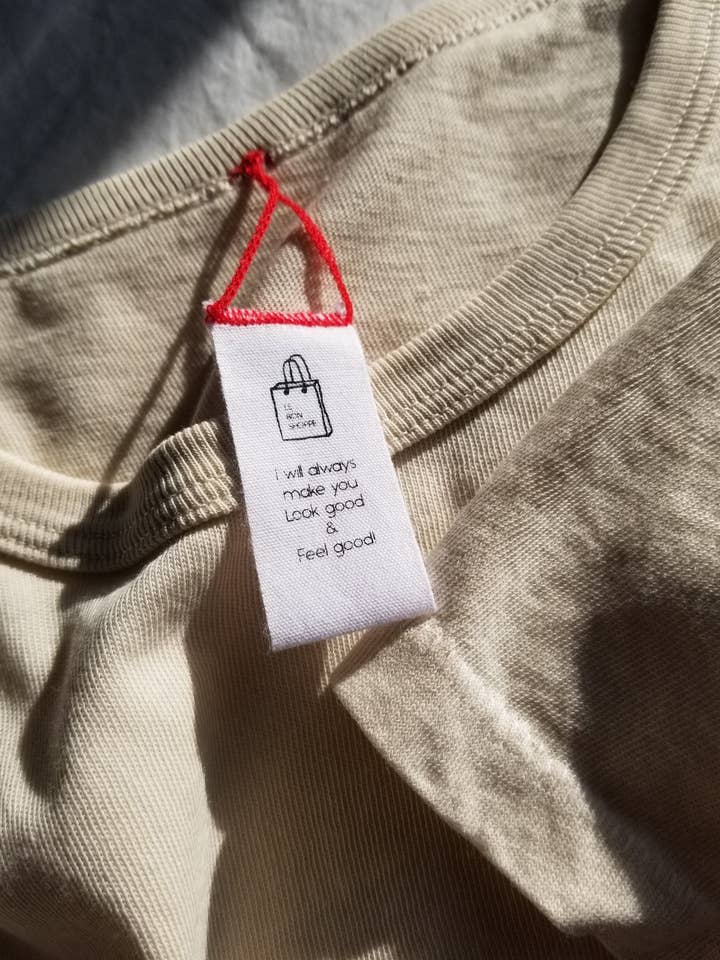 LE
BON
SHOPPE
i will always
make you
Look good
&
Feel good!